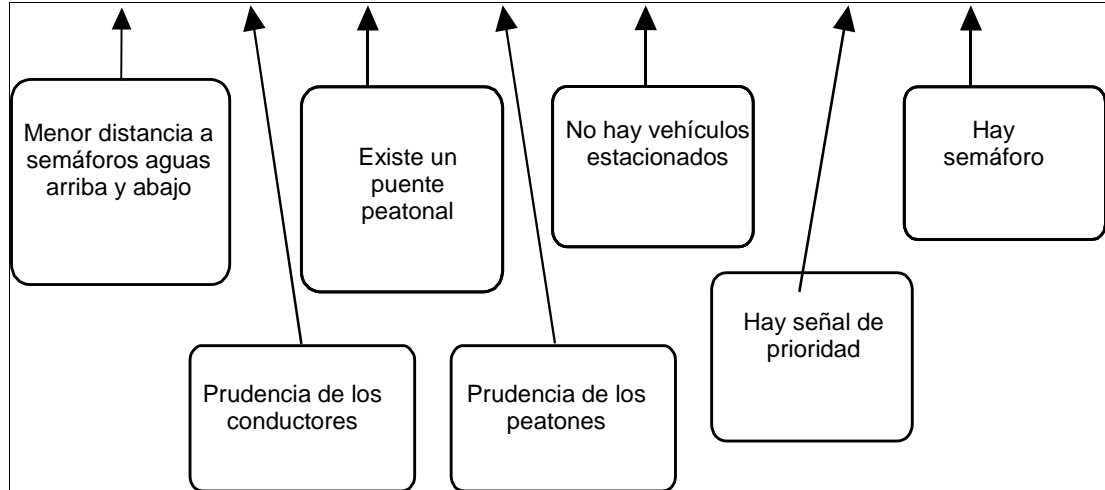 Menor distancia a
semáforos aguas
arriba y abajo
Existe un
puente
peatonal
No hay vehículos
estacionados
Hay
semáforo
Hay señal de
prioridad
Prudencia de los
conductores
Prudencia de los
peatones